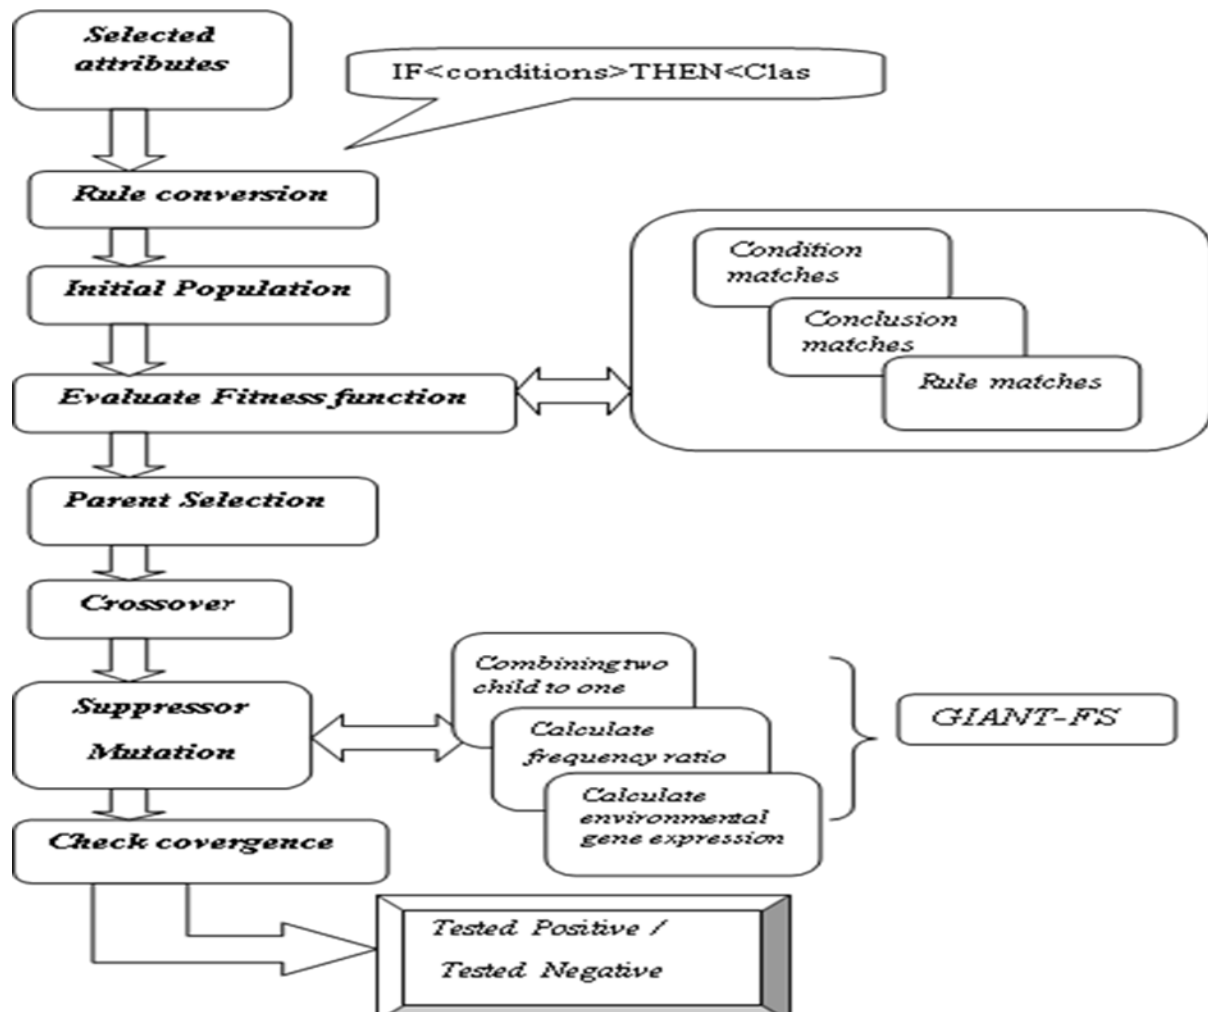 Selected
attributes
IF<conditions>THEN<Clas
Rule conversion
Initial Population
Condition
matches
Conclusion
matches
Rule matches
Evaluate Fitness function
Parent Selection
Crossover
Suppressor
Mutation
Combining two
child to one
Calculate
frequency ratio
Calculate
environmental
gene expression
GIANT-FS
Check covergence
Tested Positive /
Tested Negative